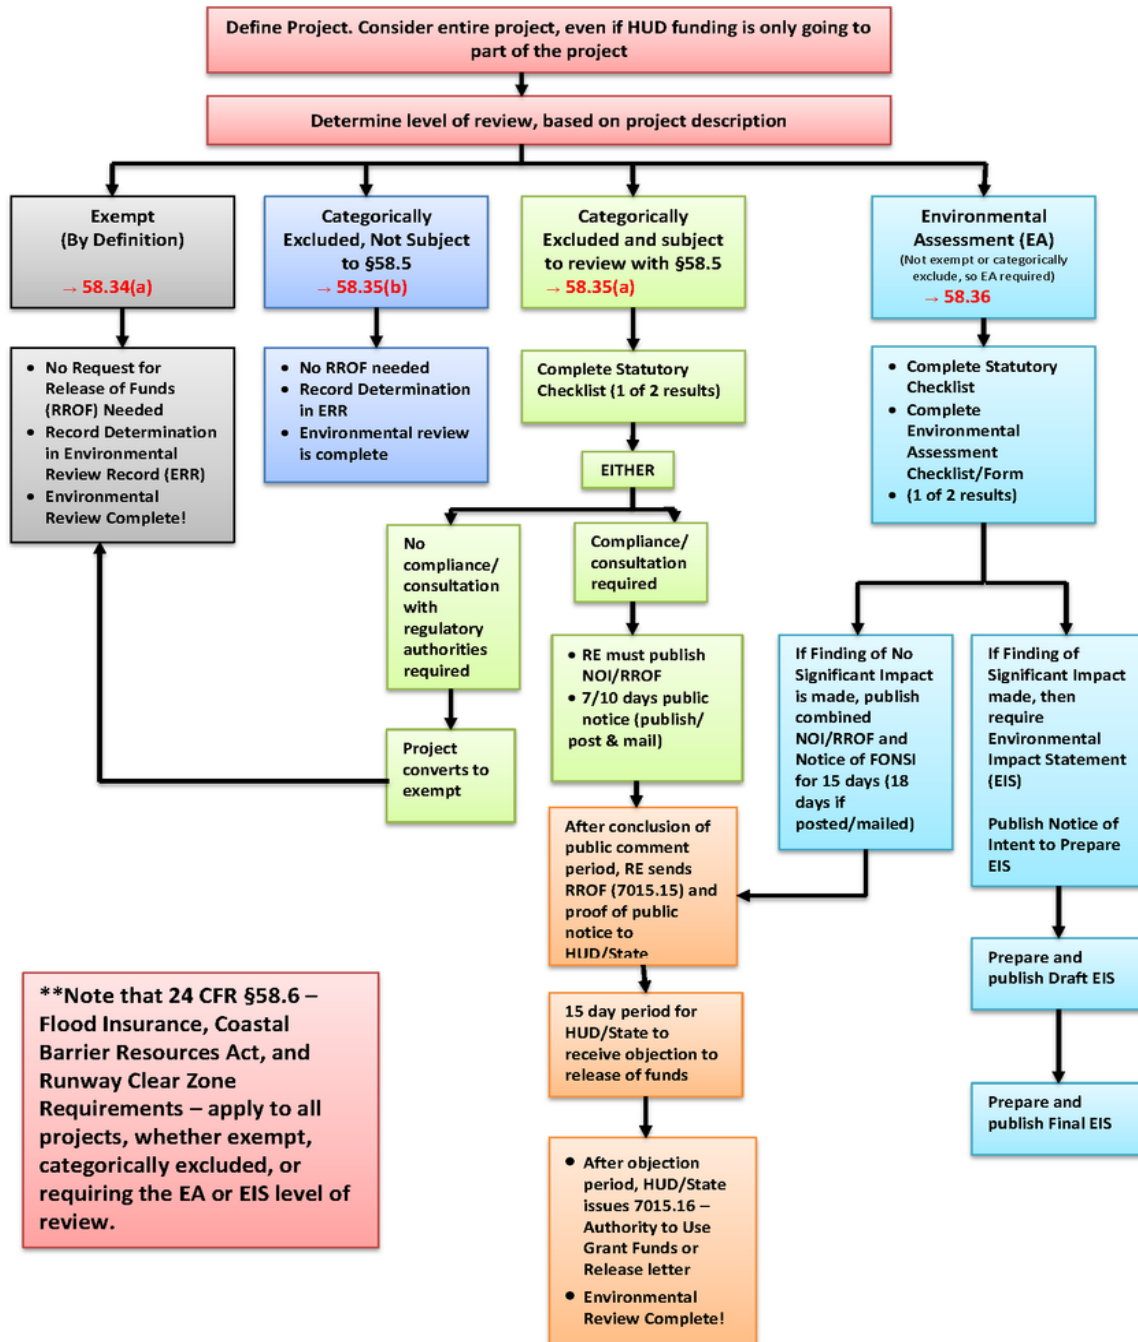 Define Project. Consider entire project, even if HUD funding is only going to
part of the project
Determine level of review, based on project description
Exempt
(By Definition)
→ 58.34(a)
Categorically
Excluded, Not Subject
to §58.5
→ 58.35(b)
Categorically
Excluded and subject
to review with §58.5
→ 58.35(a)
Environmental
Assessment (EA)
(Not exempt or categorically
exclude, so EA required)
→ 58.36
• No Request for
Release of Funds
(RROF) Needed
• Record Determination
in Environmental
Review Record (ERR)
• Environmental
Review Complete!
• No RROF needed
• Record Determination
in ERR
• Environmental review
is complete
Complete Statutory
Checklist (1 of 2 results)
• Complete Statutory
Checklist
• Complete
Environmental
Assessment
Checklist/Form
• (1 of 2 results)
EITHER
No
compliance/
consultation
with
regulatory
authorities
required
Compliance/
consultation
required
Project
converts to
exempt
• RE must publish
NOI/RROF
• 7/10 days public
notice (publish/
post & mail)
If Finding of No
Significant Impact
is made, publish
combined
NOI/RROF and
Notice of FONSI
for 15 days (18
days if
posted/mailed)
If Finding of
Significant Impact
made, then
require
Environmental
Impact Statement
(EIS)
Publish Notice of
Intent to Prepare
EIS
After conclusion of
public comment
period, RE sends
RROF (7015.15) and
proof of public
notice to
HUD/State
Prepare and
publish Draft EIS
15 day period for
HUD/State to
receive objection to
release of funds
Prepare and
publish Final EIS
• After objection
period, HUD/State
issues 7015.16 –
Authority to Use
Grant Funds or
Release letter
• Environmental
Review Complete!
**Note that 24 CFR §58.6 –
Flood Insurance, Coastal
Barrier Resources Act, and
Runway Clear Zone
Requirements – apply to all
projects, whether exempt,
categorically excluded, or
requiring the EA or EIS level of
review.